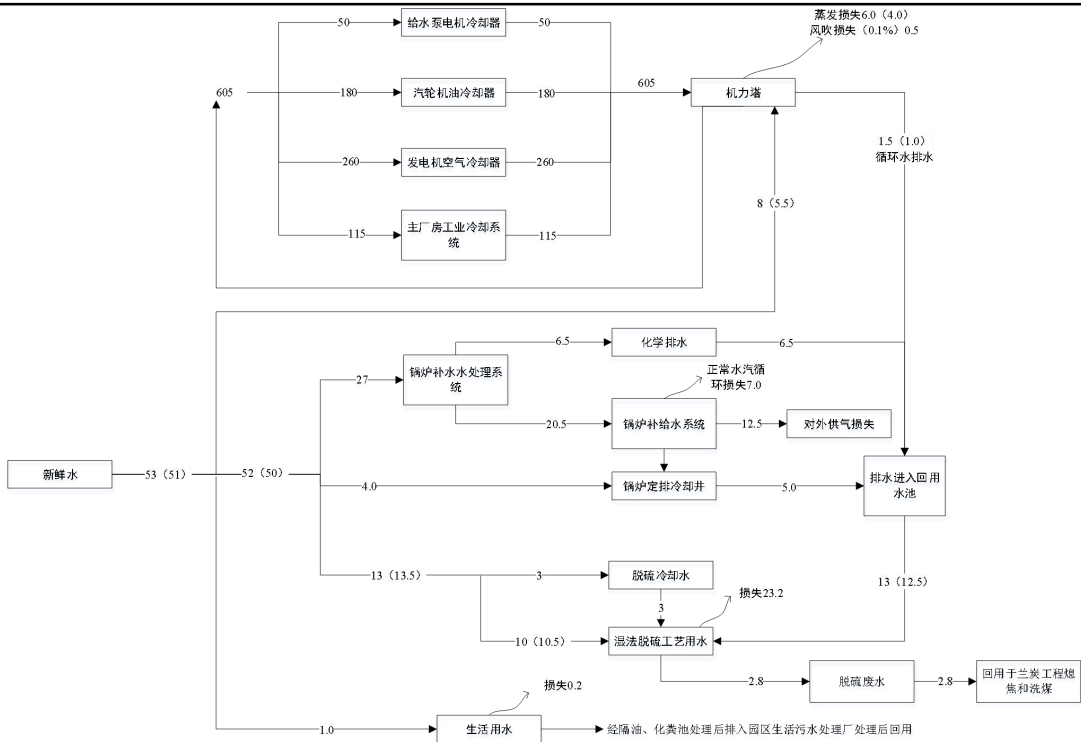 蒸发损失6.0（4.0）
风吹损失（0.1%）0.5
50
给水泵电机冷却器
50
605
180
汽轮机油冷却器
180
605
机力塔
1.5（1.0）
循环水排水
260
发电机空气冷却器
260
8（5.5）
115
主厂房工业冷却系
统
115
6.5
化学排水
6.5
27
锅炉补水水处理系
统
正常水汽循
环损失7.0
20.5
锅炉补给水系统
12.5
对外供气损失
新鲜水
53（51）
52（50）
4.0
锅炉定排冷却井
5.0
排水进入回用
水池
13（13.5）
3
脱硫冷却水
13（12.5）
3
损失23.2
10（10.5）
湿法脱硫工艺用水
2.8
脱硫废水
2.8
回用于兰炭工程熄
焦和洗煤
损失0.2
1.0
生活用水
经隔油、化粪池处理后排入园区生活污水处理厂处理后回用